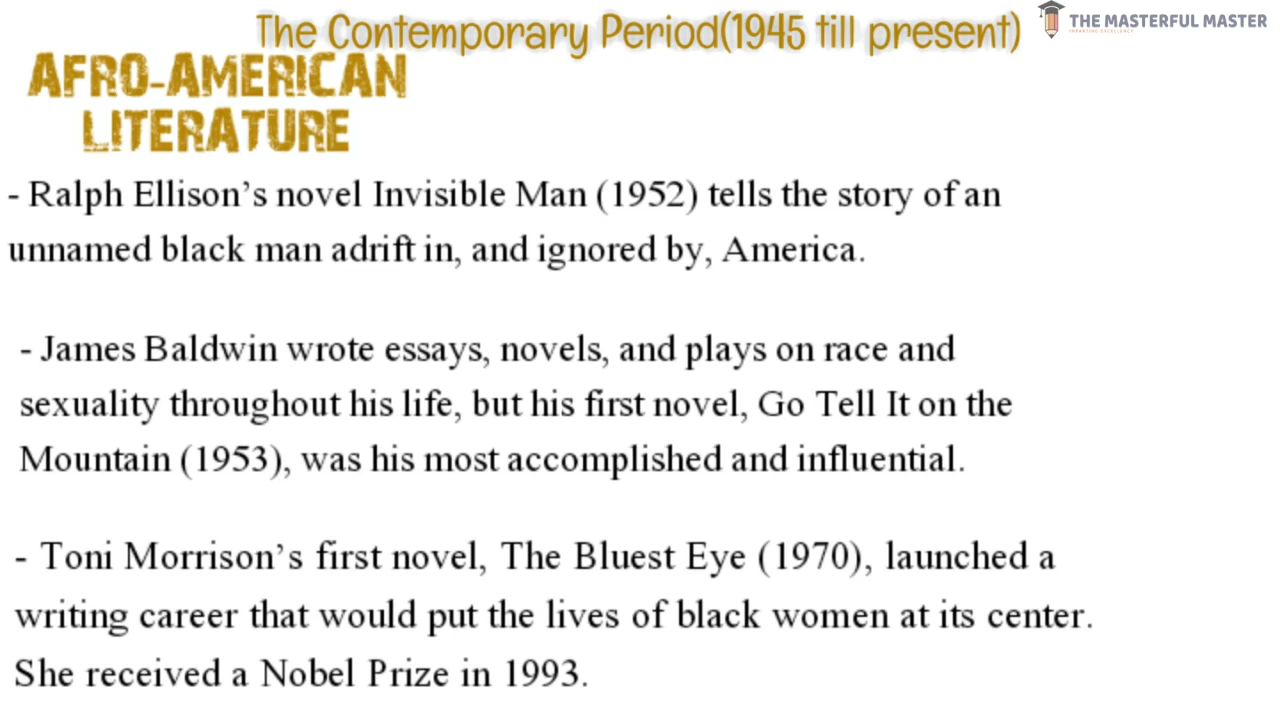 The Contemporary Period(1945 till present)
THE MASTERFUL MASTER
IMPARTING EXCELLENCE
AFRO-AMERICAN
LITERATURE
- Ralph Ellison’s novel Invisible Man (1952) tells the story of an
unnamed black man adrift in, and ignored by, America.
- James Baldwin wrote essays, novels, and plays on race and
sexuality throughout his life, but his first novel, Go Tell It on the
Mountain (1953), was his most accomplished and influential.
- Toni Morrison’s first novel, The Bluest Eye (1970), launched a
writing career that would put the lives of black women at its center.
She received a Nobel Prize in 1993.